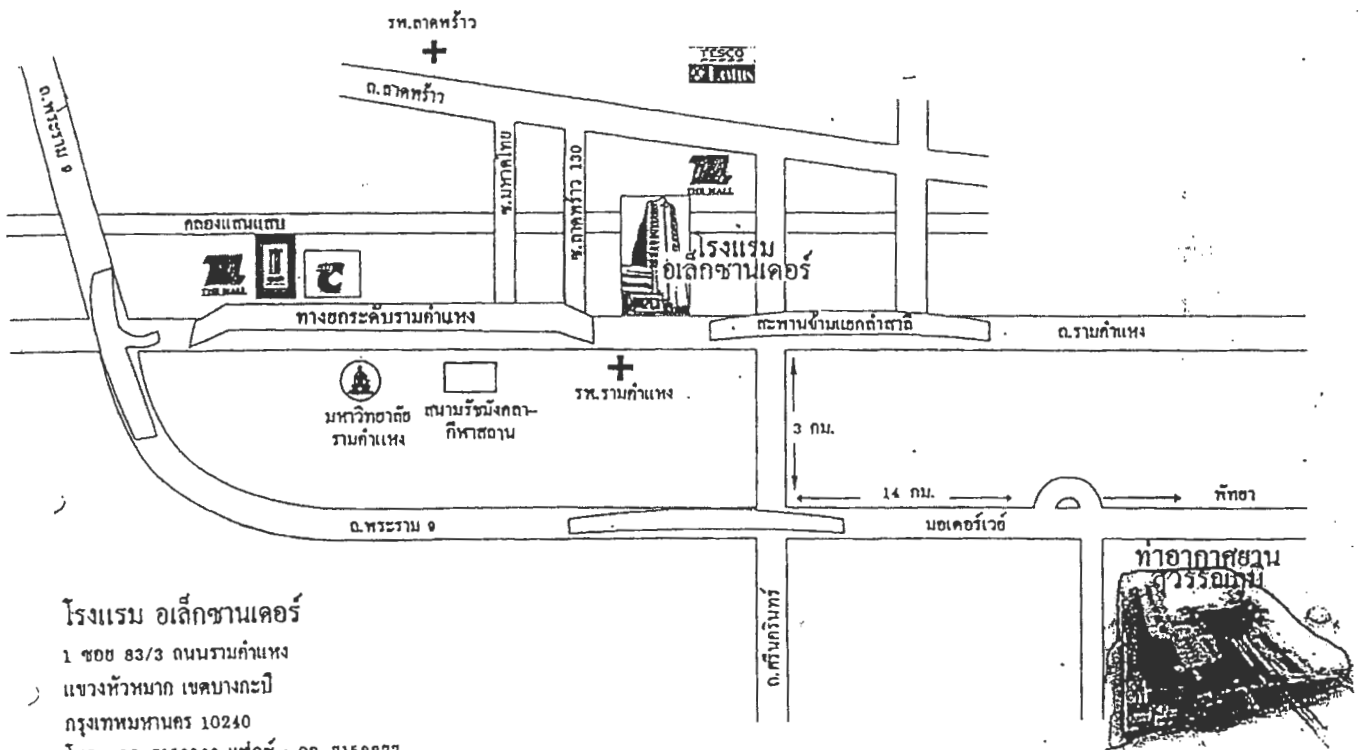 รพ.ลาดพร้าว
TESCO
Lotus
ถ.พระราม ๙
ถ.ลาดพร้าว
ซ.มหาดไทย
ซ.ลาดพร้าว 130
THE MALL
คลองแสนแสบ
THE MALL
C
โรงแรม
อเล็กซานเดอร์
ทางยกระดับรามคำแหง
สะพานข้ามแยกลำสาลี
ถ.รามคำแหง
มหาวิทยาลัย
รามคำแหง
สนามรัชมังคลา-
กีฬาสถาน
รพ.รามคำแหง
3 กม.
14 กม.
พัทยา
ถ.พระราม ๙
มอเตอร์เวย์
ถ.ศรีนครินทร์
ท่าอากาศยาน
สุวรรณภูมิ
โรงแรม อเล็กซานเดอร์
1 ซอย 83/3 ถนนรามคำแหง
แขวงหัวหมาก เขตบางกะปิ
กรุงเทพมหานคร 10240